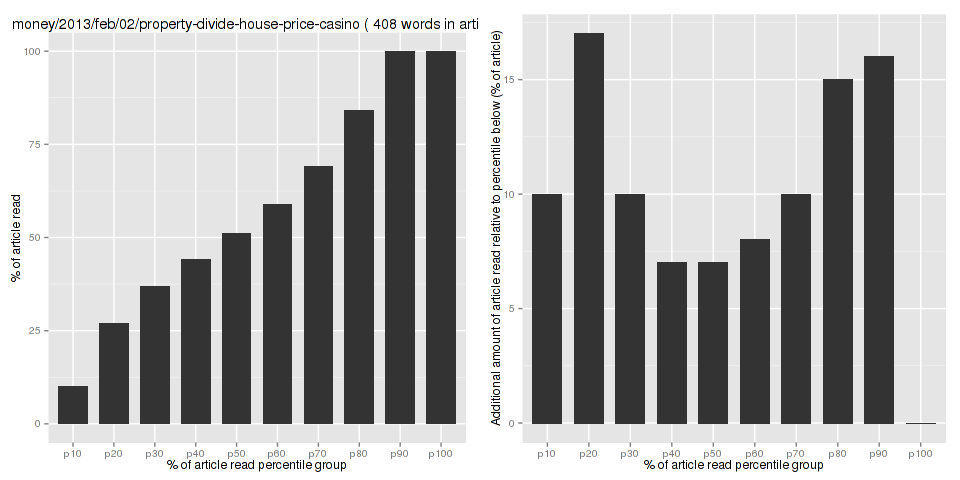 money/2013/feb/02/property-divide-house-price-casino ( 408 words in arti
100
75
50
25
0
% of article read
p10 p20 p30 p40 p50 p60 p70 p80 p90 p100
% of article read percentile group
Additional amount of article read relative to percentile below (% of article)
15
10
5
0
p10 p20 p30 p40 p50 p60 p70 p80 p90 p100
% of article read percentile group